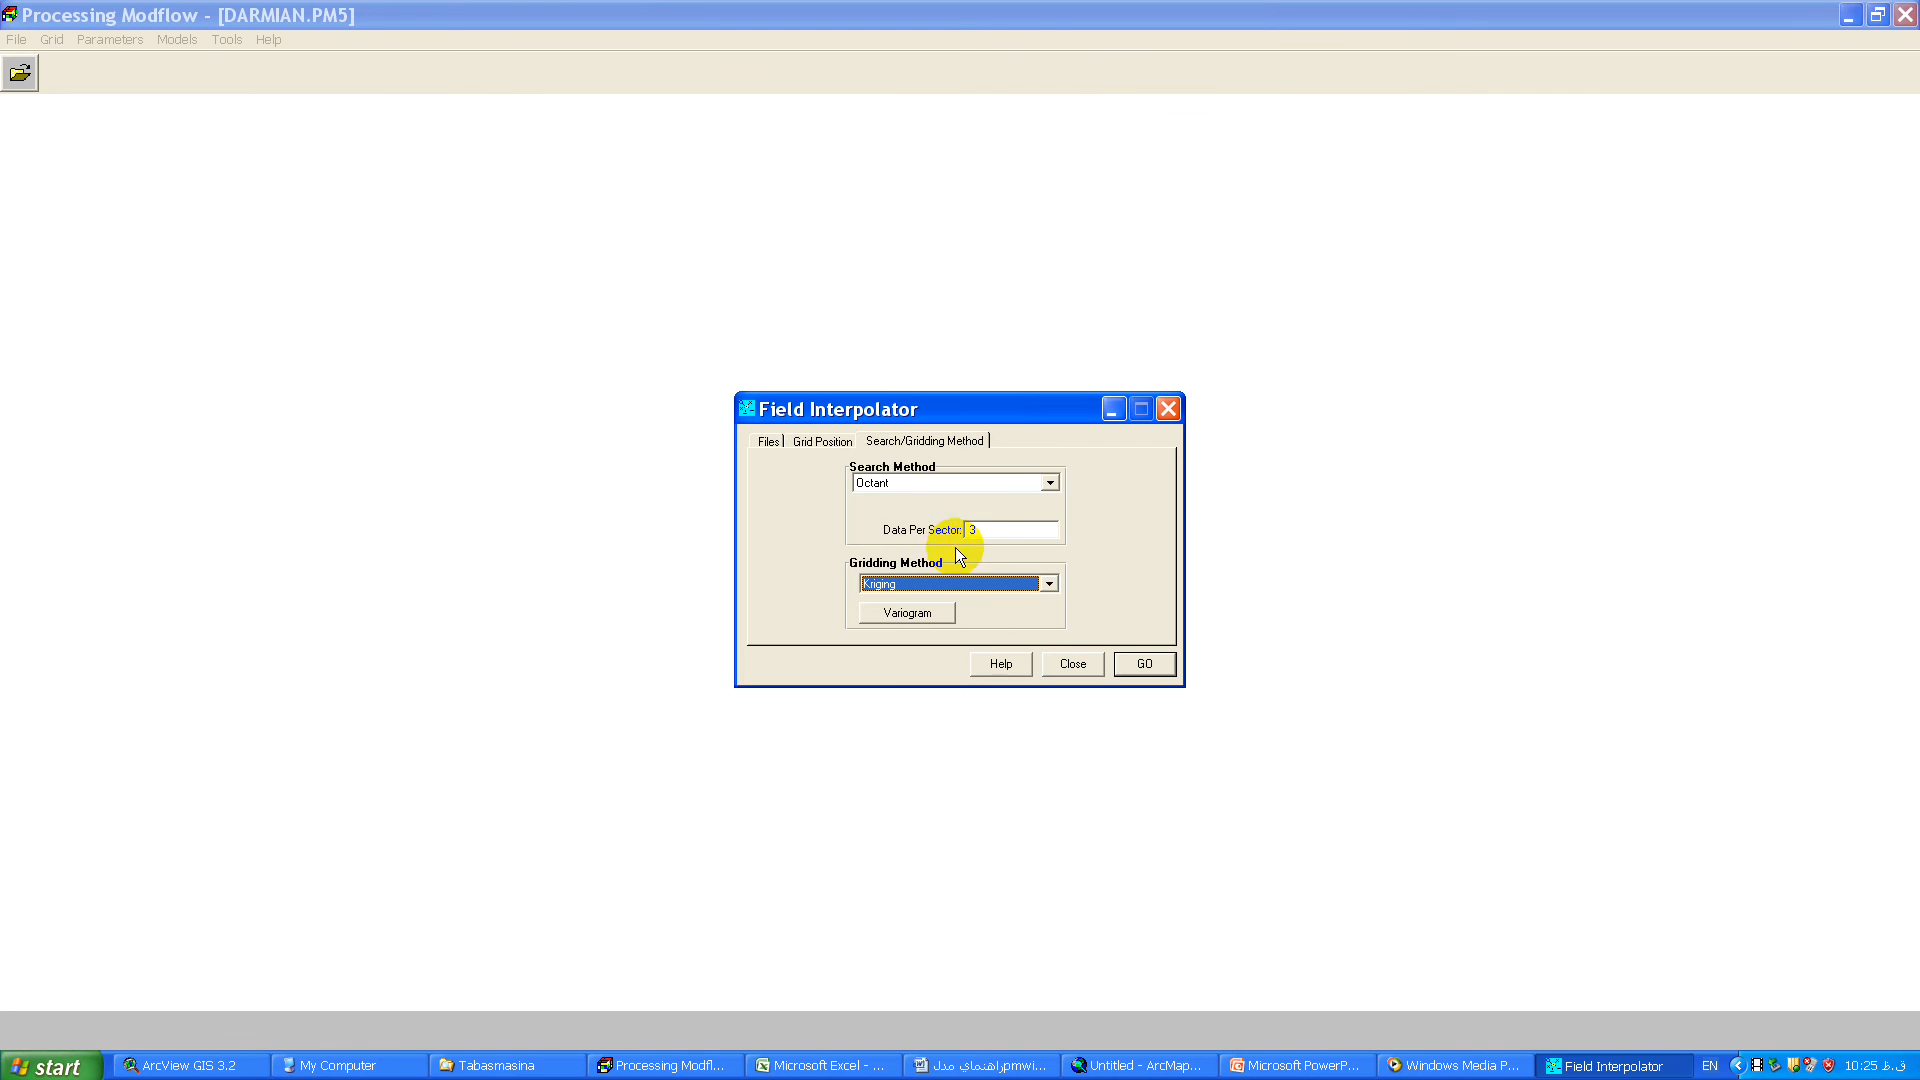 Processing Modflow - [DARMIAN.PM5]
File Grid Parameters Models Tools Help
Field Interpolator
Files Grid Position Search/Gridding Method
Search Method
Octant
Data Per Sector: 3
Gridding Method
Kriging
Variogram
Help Close GO
start ArcView GIS 3.2 My Computer Tabasmasina Processing Modfl... Microsoft Excel - ... راهنماي مدلpmwi... Untitled - ArcMap... Microsoft PowerP... Windows Media P... Field Interpolator EN 10:25 ق.ظ